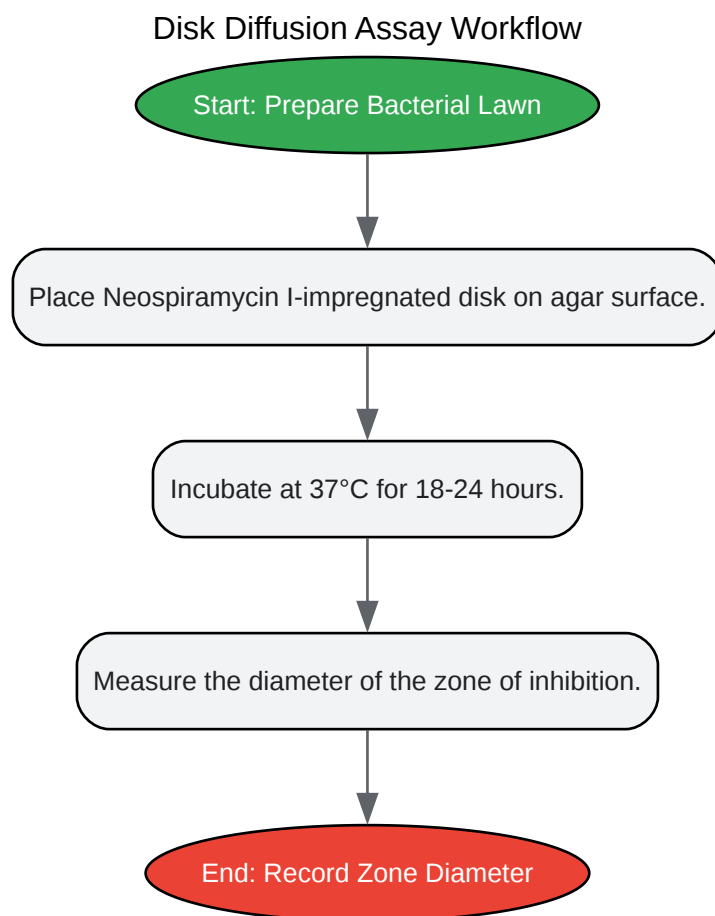 Disk Diffusion Assay Workflow
Start: Prepare Bacterial Lawn
Place Neospiramycin I-impregnated disk on agar surface.
Incubate at 37°C for 18-24 hours.
Measure the diameter of the zone of inhibition.
End: Record Zone Diameter